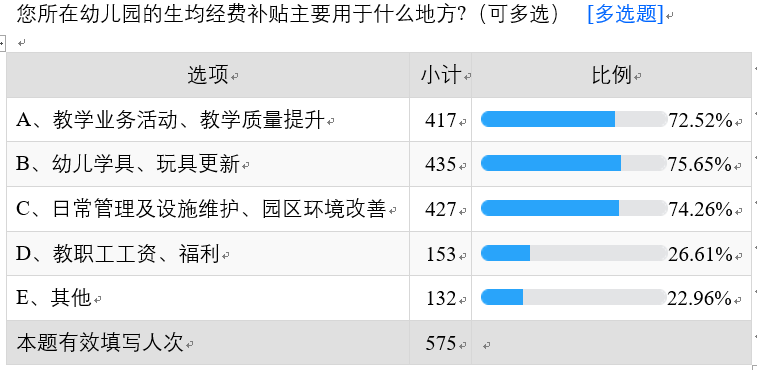 您所在幼儿园的生均经费补贴主要用于什么地方?（可多选） [多选题]
选项 小计 比例
A、教学业务活动、教学质量提升 417 72.52%
B、幼儿学具、玩具更新 435 75.65%
C、日常管理及设施维护、园区环境改善 427 74.26%
D、教职工工资、福利 153 26.61%
E、其他 132 22.96%
本题有效填写人次 575